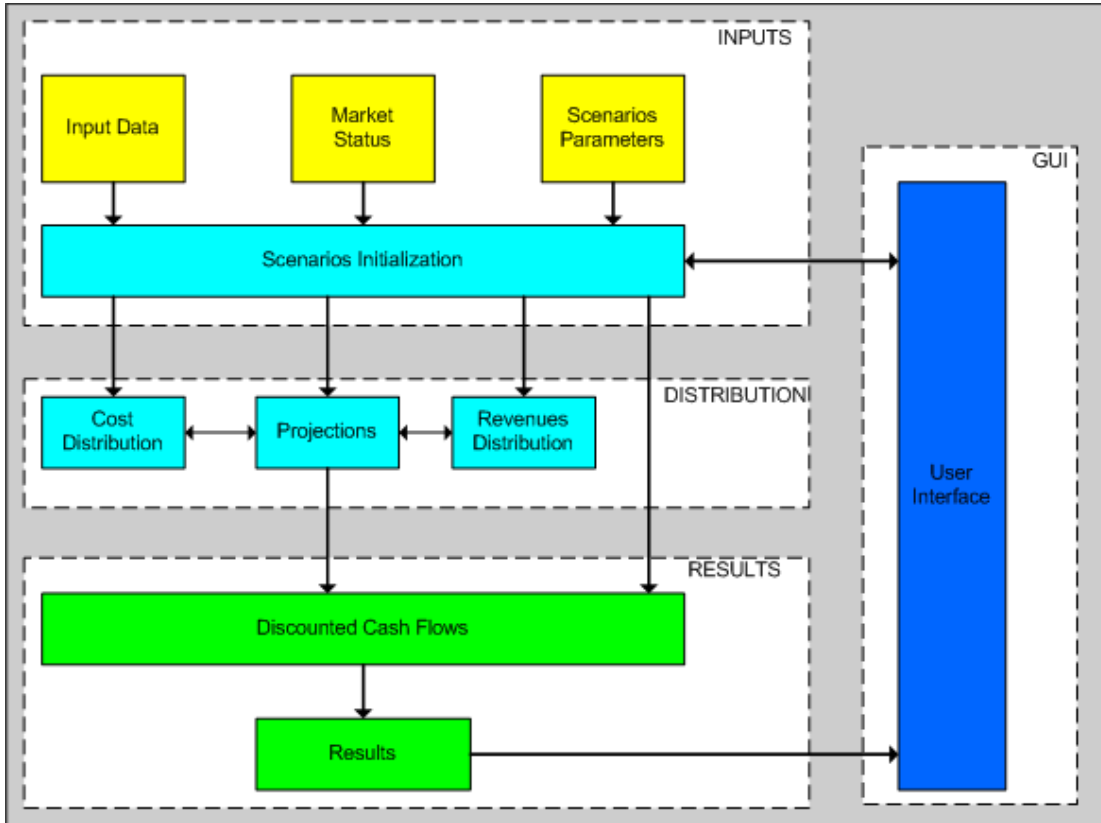 INPUTS
Input Data
Market
Status
Scenarios
Parameters
Scenarios Initialization
GUI
User
Interface
DISTRIBUTION
Cost
Distribution
Projections
Revenues
Distribution
RESULTS
Discounted Cash Flows
Results